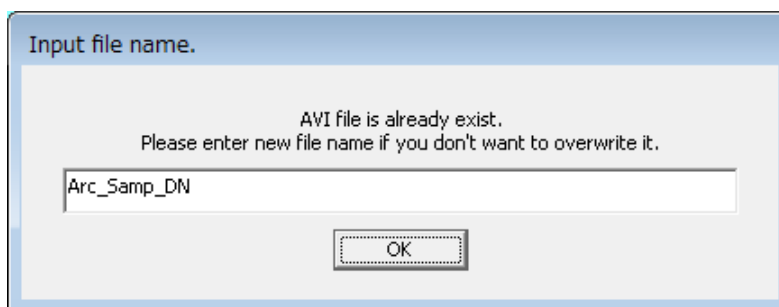 Input file name.
AVI file is already exist.
Please enter new file name if you don't want to overwrite it.
Arc_Samp_DN
OK